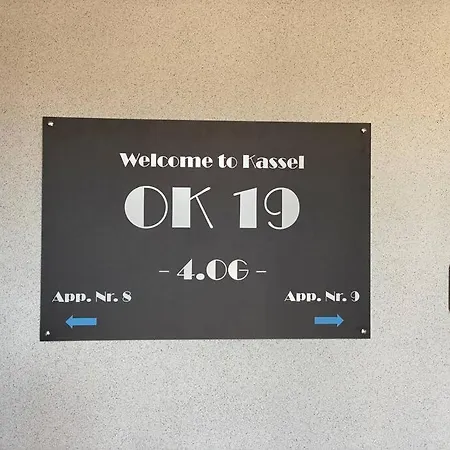 Welcome to Kassel
OK 19
- 4.OG -
App. Nr. 8 App. Nr. 9